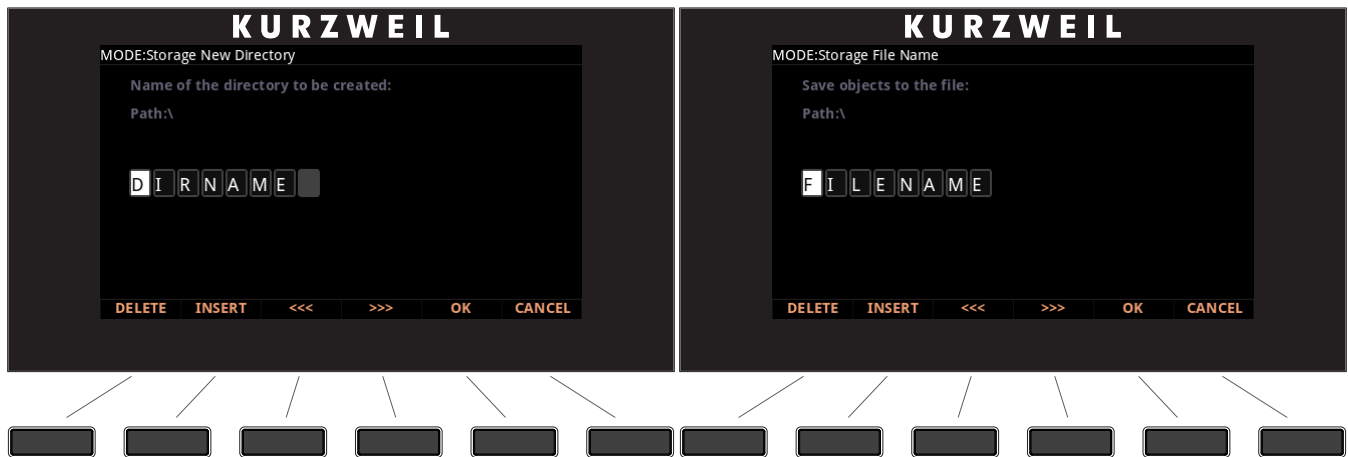 KURZWEIL
MODE:Storage New Directory
Name of the directory to be created:
Path:\
DIRNAME
DELETE INSERT <<< >>> OK CANCEL
KURZWEIL
MODE:Storage File Name
Save objects to the file:
Path:\
FILENAME
DELETE INSERT <<< >>> OK CANCEL